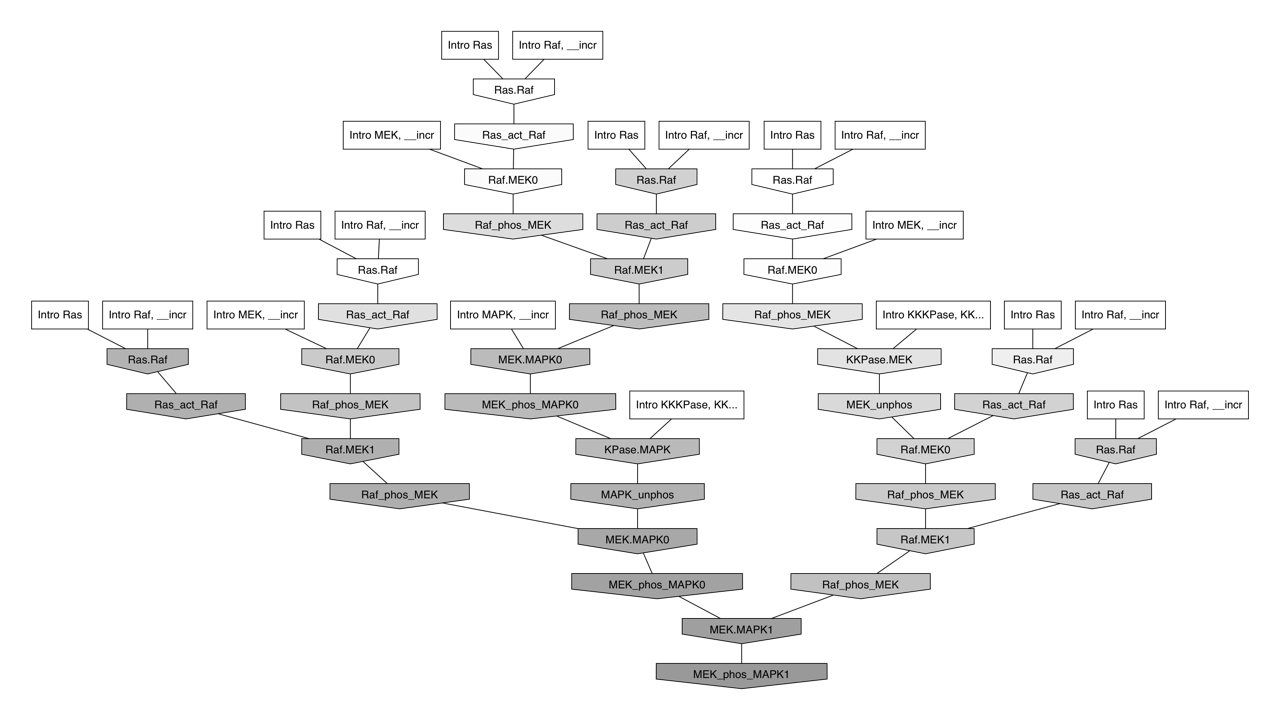 Intro Ras
Intro Raf, __incr
Ras.Raf
Intro MEK, __incr
Ras_act_Raf
Intro Ras
Intro Raf, __incr
Intro Ras
Intro Raf, __incr
Raf.MEK0
Ras.Raf
Ras.Raf
Intro Ras
Intro Raf, __incr
Raf_phos_MEK
Ras_act_Raf
Ras_act_Raf
Intro MEK, __incr
Ras.Raf
Raf.MEK1
Raf.MEK0
Intro Ras
Intro Raf, __incr
Intro MEK, __incr
Ras_act_Raf
Intro MAPK, __incr
Raf_phos_MEK
Raf_phos_MEK
Intro KKKPase, KK...
Intro Ras
Intro Raf, __incr
Ras.Raf
Raf.MEK0
MEK.MAPK0
KKPase.MEK
Ras.Raf
Ras_act_Raf
Raf_phos_MEK
MEK_phos_MAPK0
Intro KKKPase, KK...
MEK_unphos
Ras_act_Raf
Intro Ras
Intro Raf, __incr
Raf.MEK1
KPase.MAPK
Raf.MEK0
Ras.Raf
Raf_phos_MEK
MAPK_unphos
Raf_phos_MEK
Ras_act_Raf
MEK.MAPK0
Raf.MEK1
MEK_phos_MAPK0
Raf_phos_MEK
MEK.MAPK1
MEK_phos_MAPK1